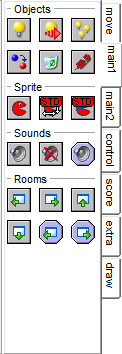 Objects
Sprite
Sounds
Rooms
move
main1
main2
control
score
extra
draw